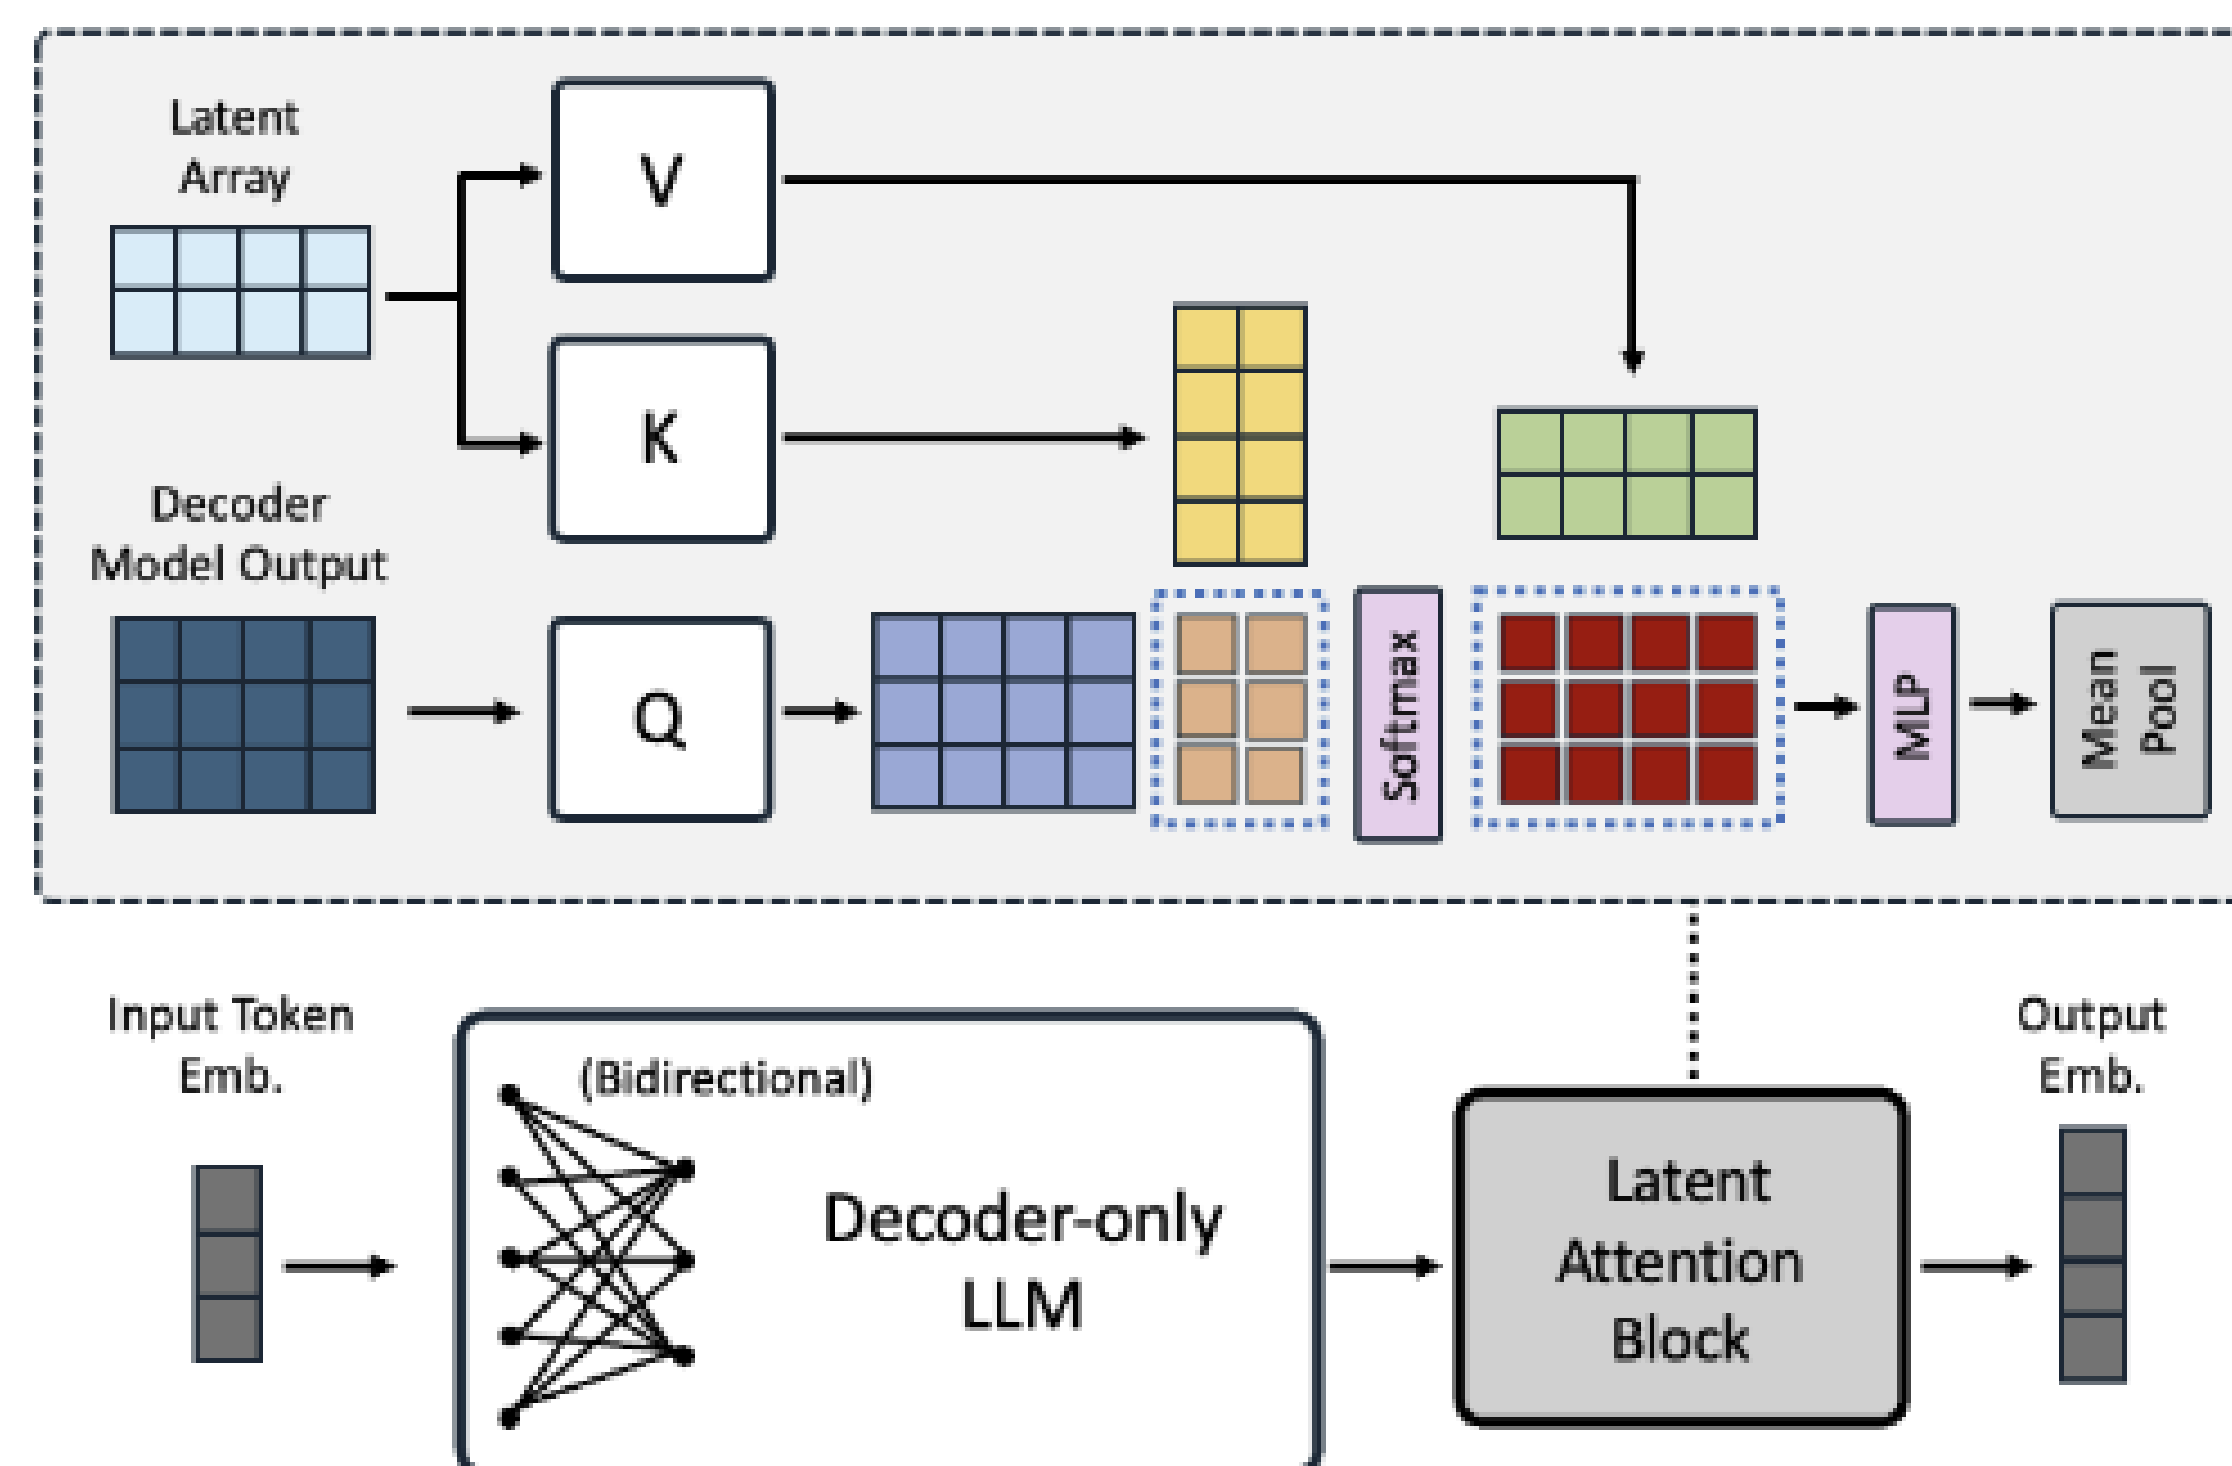 Latent
Array
V
K
Decoder
Model Output
Q
Softmax
MLP
Mean
Pool
Input Token
Emb.
(Bidirectional)
Decoder-only
LLM
Latent
Attention
Block
Output
Emb.